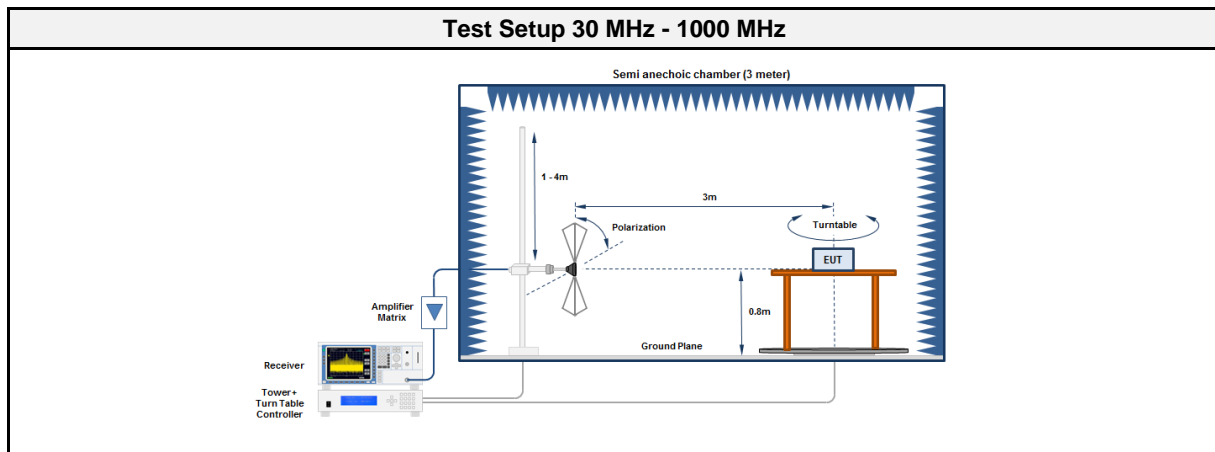 Test Setup 30 MHz - 1000 MHz
Semi anechoic chamber (3 meter)
1 - 4m
3m
Polarization
Turntable
EUT
Amplifier
Matrix
0.8m
Ground Plane
Receiver
Tower+
Turn Table
Controller